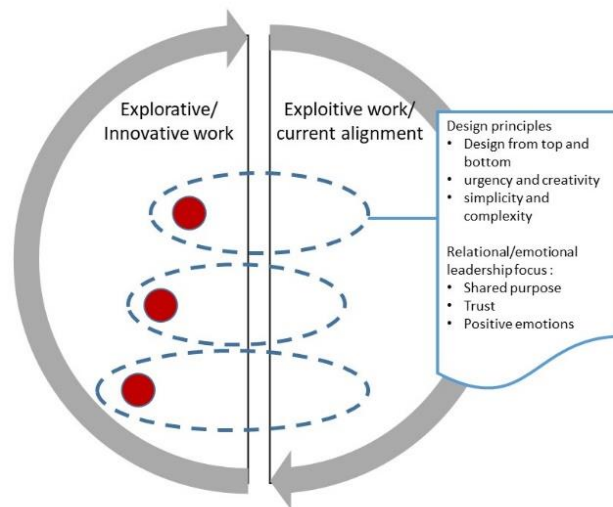 Explorative/
Innovative work
Exploitive work/
current alignment
Design principles
• Design from top and
bottom
• urgency and creativity
• simplicity and
complexity
Relational/emotional
leadership focus :
• Shared purpose
• Trust
• Positive emotions